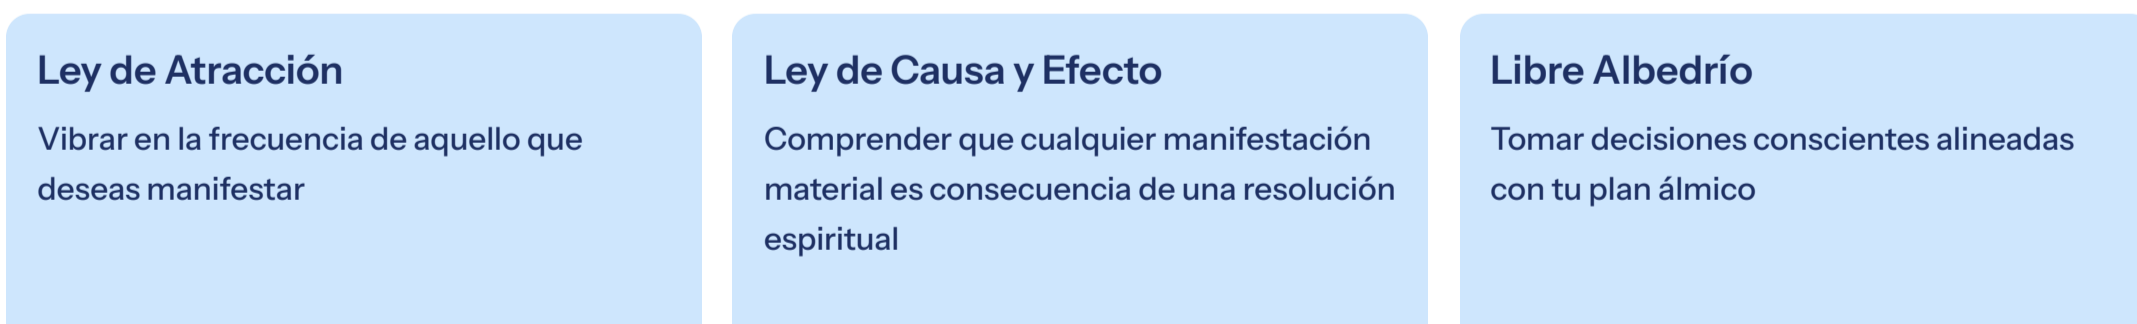 Ley de Atracción
Vibrar en la frecuencia de aquello que
deseas manifestar
Ley de Causa y Efecto
Comprender que cualquier manifestación
material es consecuencia de una resolución
espiritual
Libre Albedrío
Tomar decisiones conscientes alineadas
con tu plan álmico